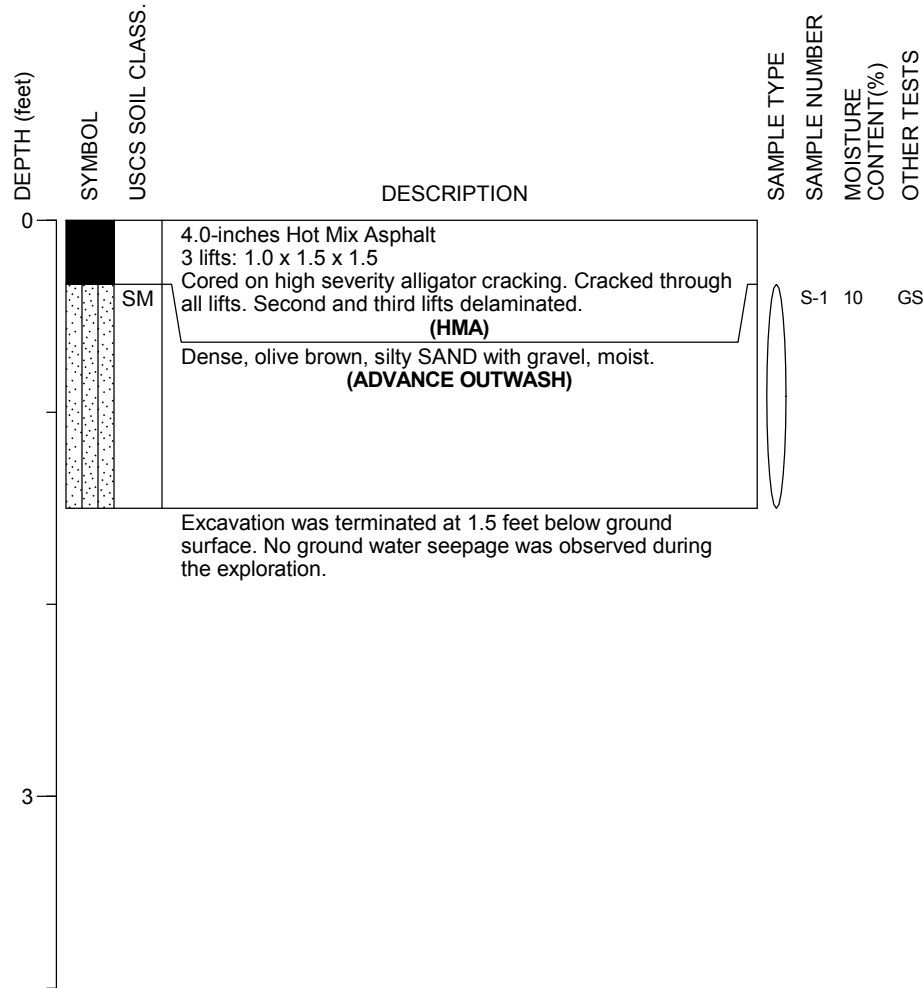 DEPTH (feet)
SYMBOL
USCS SOIL CLASS.
DESCRIPTION
SAMPLE TYPE
SAMPLE NUMBER
MOISTURE
CONTENT(%)
OTHER TESTS
0
4.0-inches Hot Mix Asphalt
3 lifts: 1.0 x 1.5 x 1.5
Cored on high severity alligator cracking. Cracked through
all lifts. Second and third lifts delaminated.
(HMA)
SM
S-1 10 GS
Dense, olive brown, silty SAND with gravel, moist.
(ADVANCE OUTWASH)
Excavation was terminated at 1.5 feet below ground
surface. No ground water seepage was observed during
the exploration.
3